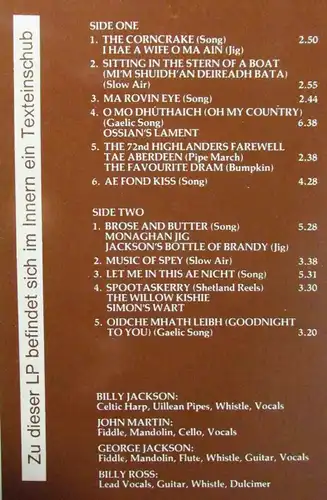 Zu dieser LP befindet sich im Innern ein Texteinschub
SIDE ONE
1. THE CORNCRAKE (Song) 2.50
I HAE A WIFE O MA AIN (Jig)
2. SITTING IN THE STERN OF A BOAT
(MI'M SHUIDH'AN DEIREADH BATA)
(Slow Air) 2.55
3. MA ROVIN EYE (Song) 2.44
4. O MO DHÚTHAICH (OH MY COUNTRY)
(Gaelic Song) 6.38
OSSIAN'S LAMENT
5. THE 72nd HIGHLANDERS FAREWELL
TAE ABERDEEN (Pipe March) 2.38
THE FAVOURITE DRAM (Bumpkin)
6. AE FOND KISS (Song) 4.28
SIDE TWO
1. BROSE AND BUTTER (Song) 5.28
MONAGHAN JIG
JACKSON'S BOTTLE OF BRANDY (Jig)
2. MUSIC OF SPEY (Slow Air) 3.38
3. LET ME IN THIS AE NICHT (Song) 5.31
4. SPOOTASKERRY (Shetland Reels) 3.30
THE WILLOW KISHIE
SIMON'S WART
5. OIDCHE MHATH LEIBH (GOODNIGHT
TO YOU) (Gaelic Song) 3.20
BILLY JACKSON:
Celtic Harp, Uillean Pipes, Whistle, Vocals
JOHN MARTIN:
Fiddle, Mandolin, Cello, Vocals
GEORGE JACKSON:
Fiddle, Mandolin, Flute, Whistle, Guitar, Vocals
BILLY ROSS:
Lead Vocals, Guitar, Whistle, Dulcimer